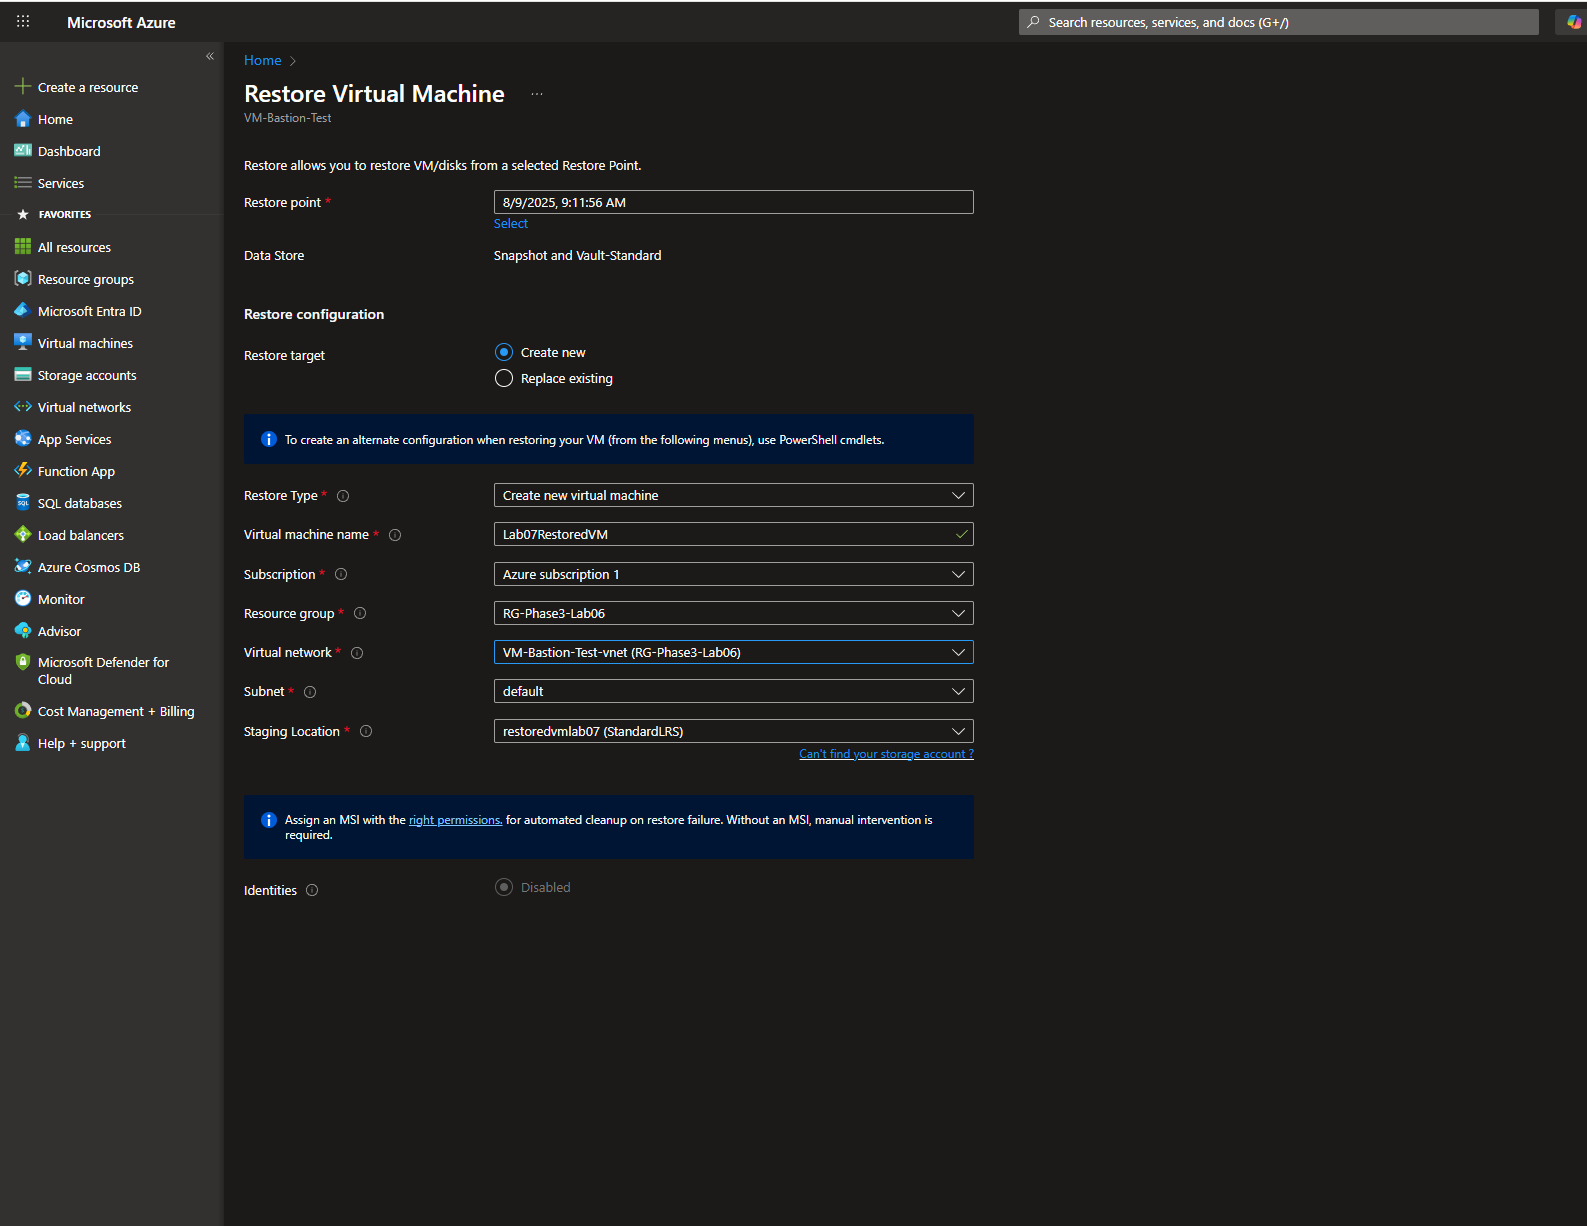 Microsoft Azure
Search resources, services, and docs (G+/)
«
Create a resource
Home
Dashboard
Services
FAVORITES
All resources
Resource groups
Microsoft Entra ID
Virtual machines
Storage accounts
Virtual networks
App Services
Function App
SQL databases
Load balancers
Azure Cosmos DB
Monitor
Advisor
Microsoft Defender for
Cloud
Cost Management + Billing
Help + support
Home >
Restore Virtual Machine ...
VM-Bastion-Test
Restore allows you to restore VM/disks from a selected Restore Point.
Restore point * 8/9/2025, 9:11:56 AM
Select
Data Store Snapshot and Vault-Standard
Restore configuration
Restore target Create new
Replace existing
To create an alternate configuration when restoring your VM (from the following menus), use PowerShell cmdlets.
Restore Type * Create new virtual machine
Virtual machine name * Lab07RestoredVM
Subscription * Azure subscription 1
Resource group * RG-Phase3-Lab06
Virtual network * VM-Bastion-Test-vnet (RG-Phase3-Lab06)
Subnet * default
Staging Location * restoredvmlab07 (StandardLRS)
Can't find your storage account ?
Assign an MSI with the right permissions. for automated cleanup on restore failure. Without an MSI, manual intervention is
required.
Identities Disabled